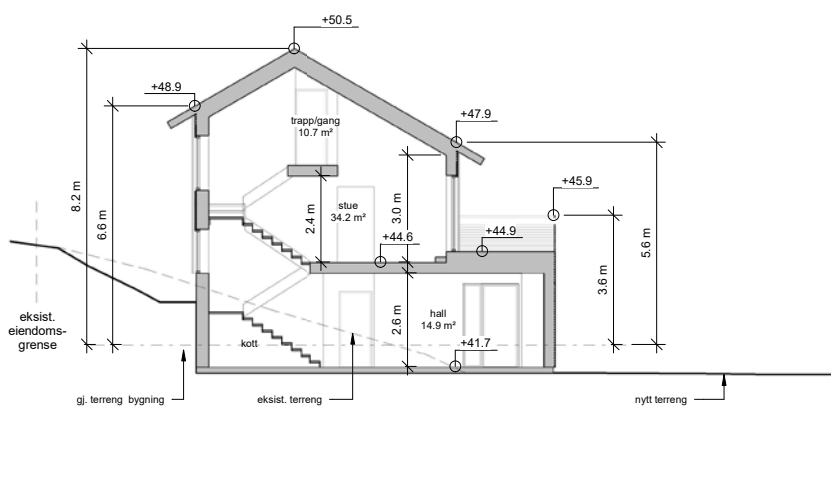 +50.5
+48.9
+47.9
trapp/gang
10.7 m²
+45.9
8.2 m
6.6 m
stue
34.2 m²
2.4 m
3.0 m
+44.6
+44.9
5.6 m
3.6 m
eksist.
eiendoms-
grense
2.6 m
hall
14.9 m²
kott
+41.7
gj. terreng bygning
eksist. terreng
nytt terreng